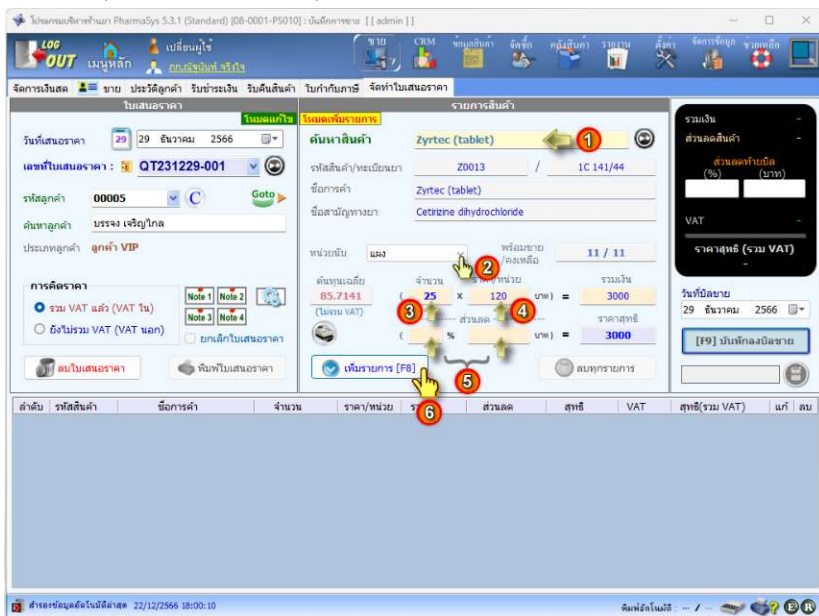 โปรแกรมบริหารร้านยา PharmaSys 5.3.1 (Standard) [08-0001-PS010] : บันทึกการขาย [ [ admin ] ]
LOG OUT เมนูหลัก เปลี่ยนผู้ใช้ ขาย CRM ข้อมูลสินค้า จัดซื้อ คลังสินค้า รายงาน ตั้งค่า จัดการข้อมูล ช่วยเหลือ
จัดการเงินสด ขาย ประวัติลูกค้า รับชำระเงิน รับคืนสินค้า ใบกำกับภาษี จัดทำใบเสนอราคา
ใบเสนอราคา
โหมดแก้ไข
วันที่เสนอราคา 29 29 ธันวาคม 2566
เลขที่ใบเสนอราคา : QT231229-001
รหัสลูกค้า 00005 C Goto
ค้นหาลูกค้า บรรจง เจริญไกล
ประเภทลูกค้า ลูกค้า VIP
การคิดราคา
รวม VAT แล้ว (VAT ใน)
ยังไม่รวม VAT (VAT นอก)
Note 1 Note 2
Note 3 Note 4
ยกเลิกใบเสนอราคา
ลบใบเสนอราคา พิมพ์ใบเสนอราคา
รายการสินค้า
โหมดเพิ่มรายการ
ค้นหาสินค้า Zyrtec (tablet) 1
รหัสสินค้า/ทะเบียนยา Z0013 / 1C 141/44
ชื่อการค้า Zyrtec (tablet)
ชื่อสามัญทางยา Cetirizine dihydrochloride
หน่วยนับ แผง 2 พร้อมขาย /คงเหลือ 11 / 11
ต้นทุนเฉลี่ย จำนวน ราคา/หน่วย รวมเงิน
85.7141 ( 25 x 120 บาท) = 3000
(ไม่รวม VAT) 3 ส่วนลด 4 ราคาสุทธิ
( % บาท) = 3000
เพิ่มรายการ [F8] 5 ลบทุกรายการ
6
รวมเงิน -
ส่วนลดสินค้า -
ส่วนลดท้ายบิล
(%) (บาท)
VAT -
ราคาสุทธิ (รวม VAT)
-
วันที่บิลขาย
29 ธันวาคม 2566
[F9] บันทึกลงบิลขาย
ลำดับ รหัสสินค้า ชื่อการค้า จำนวน ราคา/หน่วย ส่วนลด สุทธิ VAT สุทธิ(รวม VAT) แก้ ลบ
สำรองข้อมูลอัตโนมัติล่าสุด 22/12/2566 18:00:10 พิมพ์อัตโนมัติ : -- / -- E R